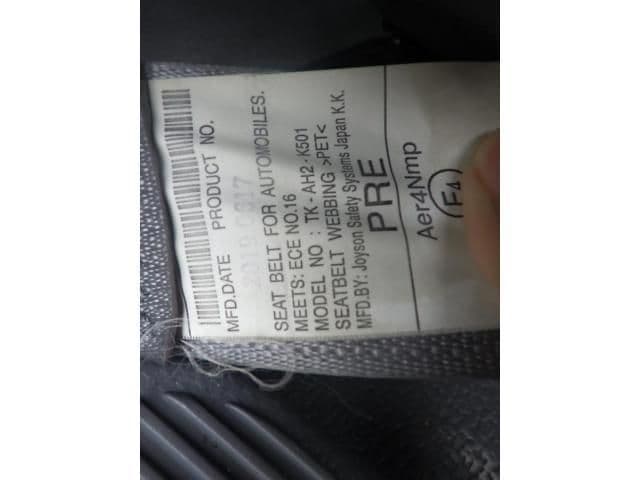 MFD.DATE PRODUCT NO.
SEAT BELT FOR AUTOMOBILES.
MEETS: ECE NO.16
MODEL NO : TK-AH2-K501
SEATBELT WEBBING >PET<
MFD.BY: Joyson Safety Systems Japan K.K.
PRE
Aer4Nmp
F4